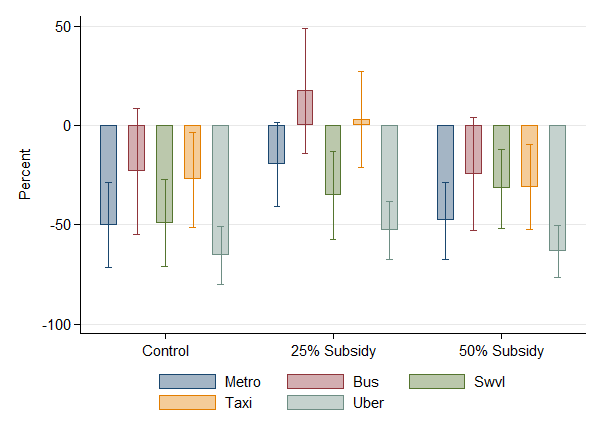 50
0
-50
-100
Percent
Control 25% Subsidy 50% Subsidy
Metro Bus Swvl
Taxi Uber